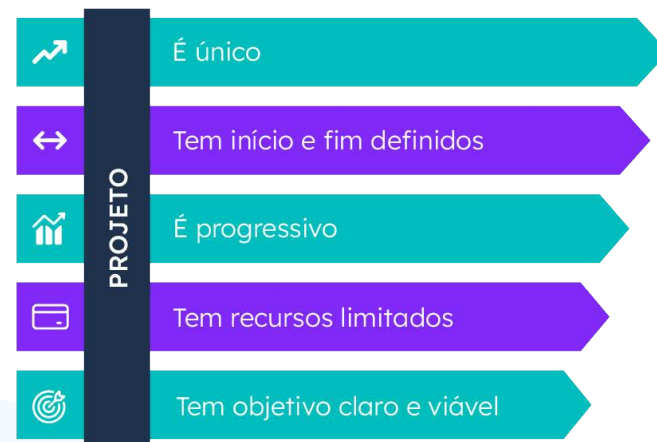 PROJETO
É único
Tem início e fim definidos
É progressivo
Tem recursos limitados
Tem objetivo claro e viável